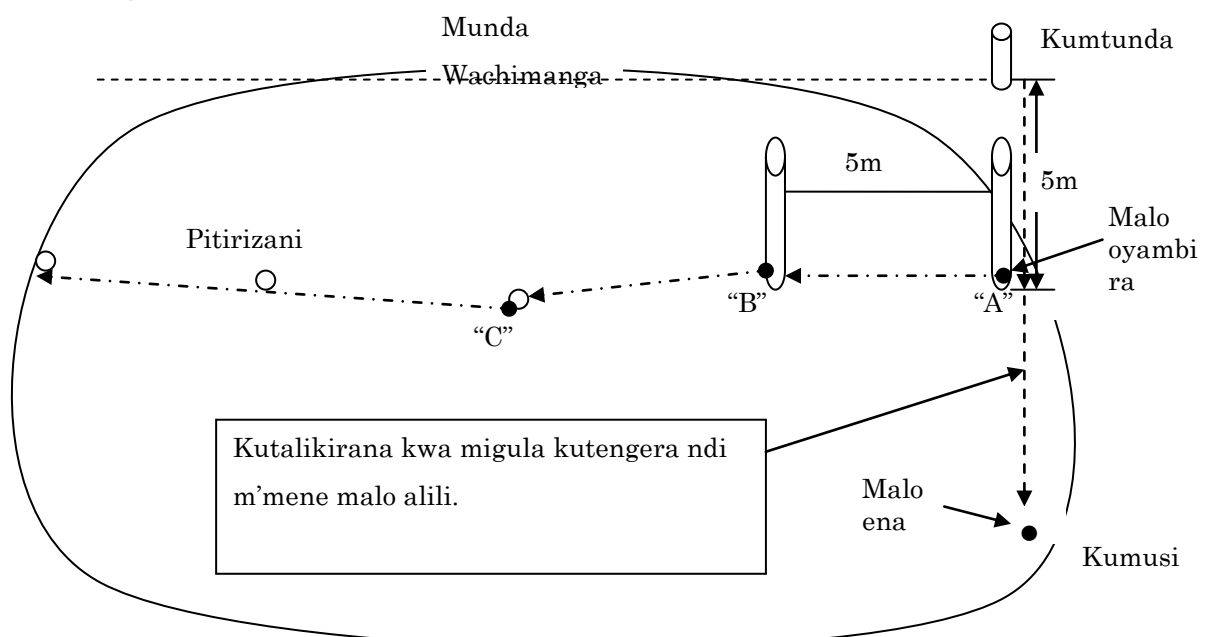 Munda
Wachimanga
Kumtunda
5m
5m
Malo
oyambi
ra
Pitirizani
“B”
“A”
“C”
Kutalikirana kwa migula kutengera ndi
m’mene malo alili.
Malo
ena
Kumusi